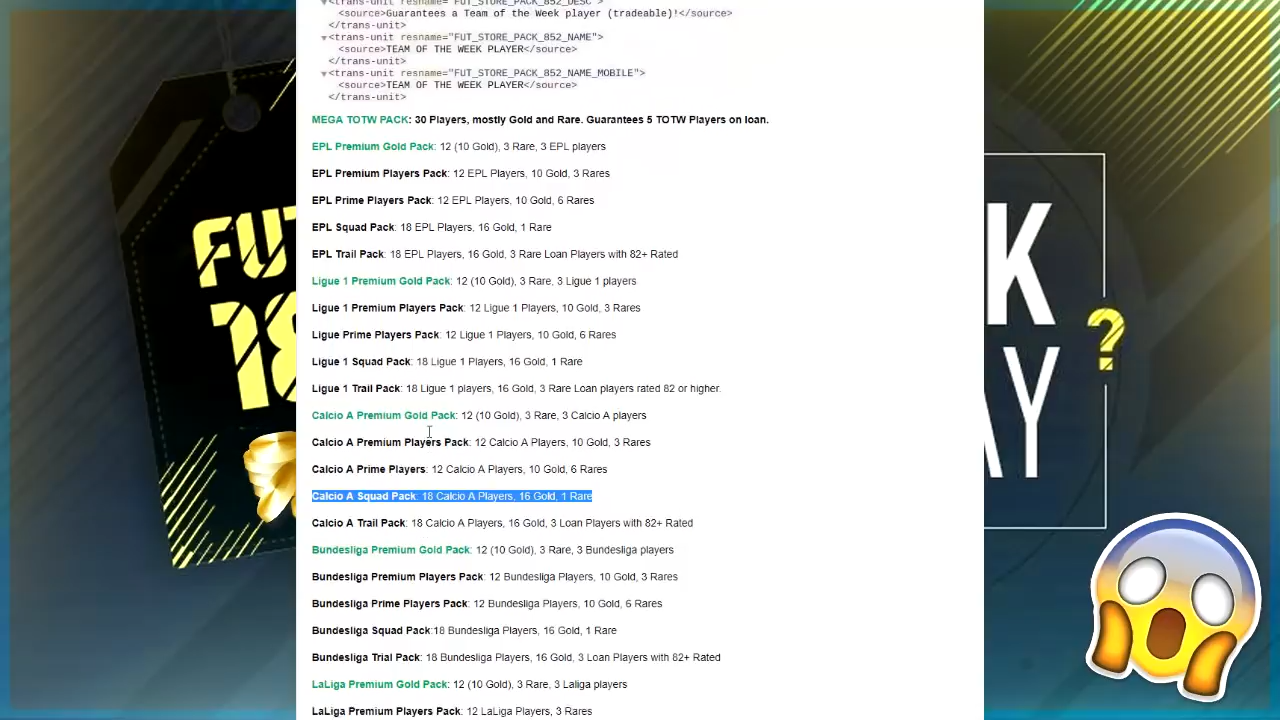 <trans-unit resname="FUT_STORE_PACK_852_DESC">
<source>Guarantees a Team of the Week player (tradeable)!</source>
</trans-unit>
<trans-unit resname="FUT_STORE_PACK_852_NAME">
<source>TEAM OF THE WEEK PLAYER</source>
</trans-unit>
<trans-unit resname="FUT_STORE_PACK_852_NAME_MOBILE">
<source>TEAM OF THE WEEK PLAYER</source>
</trans-unit>
MEGA TOTW PACK: 30 Players, mostly Gold and Rare. Guarantees 5 TOTW Players on loan.
EPL Premium Gold Pack: 12 (10 Gold), 3 Rare, 3 EPL players
EPL Premium Players Pack: 12 EPL Players, 10 Gold, 3 Rares
EPL Prime Players Pack: 12 EPL Players, 10 Gold, 6 Rares
EPL Squad Pack: 18 EPL Players, 16 Gold, 1 Rare
EPL Trail Pack: 18 EPL Players, 16 Gold, 3 Rare Loan Players with 82+ Rated
Ligue 1 Premium Gold Pack: 12 (10 Gold), 3 Rare, 3 Ligue 1 players
Ligue 1 Premium Players Pack: 12 Ligue 1 Players, 10 Gold, 3 Rares
Ligue Prime Players Pack: 12 Ligue 1 Players, 10 Gold, 6 Rares
Ligue 1 Squad Pack: 18 Ligue 1 Players, 16 Gold, 1 Rare
Ligue 1 Trail Pack: 18 Ligue 1 players, 16 Gold, 3 Rare Loan players rated 82 or higher.
Calcio A Premium Gold Pack: 12 (10 Gold), 3 Rare, 3 Calcio A players
Calcio A Premium Players Pack: 12 Calcio A Players, 10 Gold, 3 Rares
Calcio A Prime Players: 12 Calcio A Players, 10 Gold, 6 Rares
Calcio A Squad Pack: 18 Calcio A Players, 16 Gold, 1 Rare
Calcio A Trail Pack: 18 Calcio A Players, 16 Gold, 3 Loan Players with 82+ Rated
Bundesliga Premium Gold Pack: 12 (10 Gold), 3 Rare, 3 Bundesliga players
Bundesliga Premium Players Pack: 12 Bundesliga Players, 10 Gold, 3 Rares
Bundesliga Prime Players Pack: 12 Bundesliga Players, 10 Gold, 6 Rares
Bundesliga Squad Pack:18 Bundesliga Players, 16 Gold, 1 Rare
Bundesliga Trial Pack: 18 Bundesliga Players, 16 Gold, 3 Loan Players with 82+ Rated
LaLiga Premium Gold Pack: 12 (10 Gold), 3 Rare, 3 Laliga players
LaLiga Premium Players Pack: 12 LaLiga Players, 3 Rares
FUT
18
K
AY
?